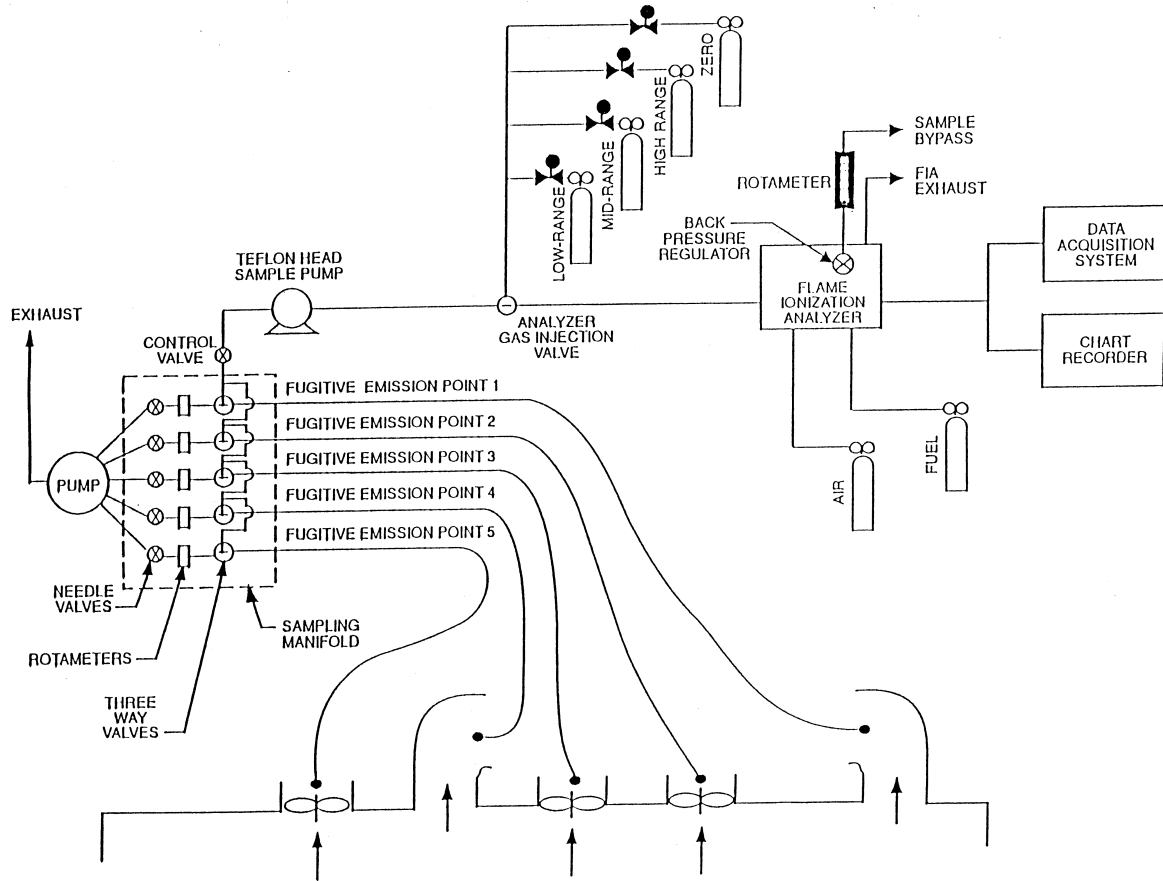 ZERO
HIGH RANGE
MID-RANGE
LOW-RANGE
SAMPLE
BYPASS
ROTAMETER
FIA
EXHAUST
BACK
PRESSURE
REGULATOR
DATA
ACQUISITION
SYSTEM
TEFLON HEAD
SAMPLE PUMP
FLAME
IONIZATION
ANALYZER
EXHAUST
ANALYZER
GAS INJECTION
VALVE
CONTROL
VALVE
CHART
RECORDER
FUGITIVE EMISSION POINT 1
FUGITIVE EMISSION POINT 2
FUGITIVE EMISSION POINT 3
FUGITIVE EMISSION POINT 4
FUGITIVE EMISSION POINT 5
PUMP
AIR
FUEL
NEEDLE
VALVES
SAMPLING
MANIFOLD
ROTAMETERS
THREE
WAY
VALVES